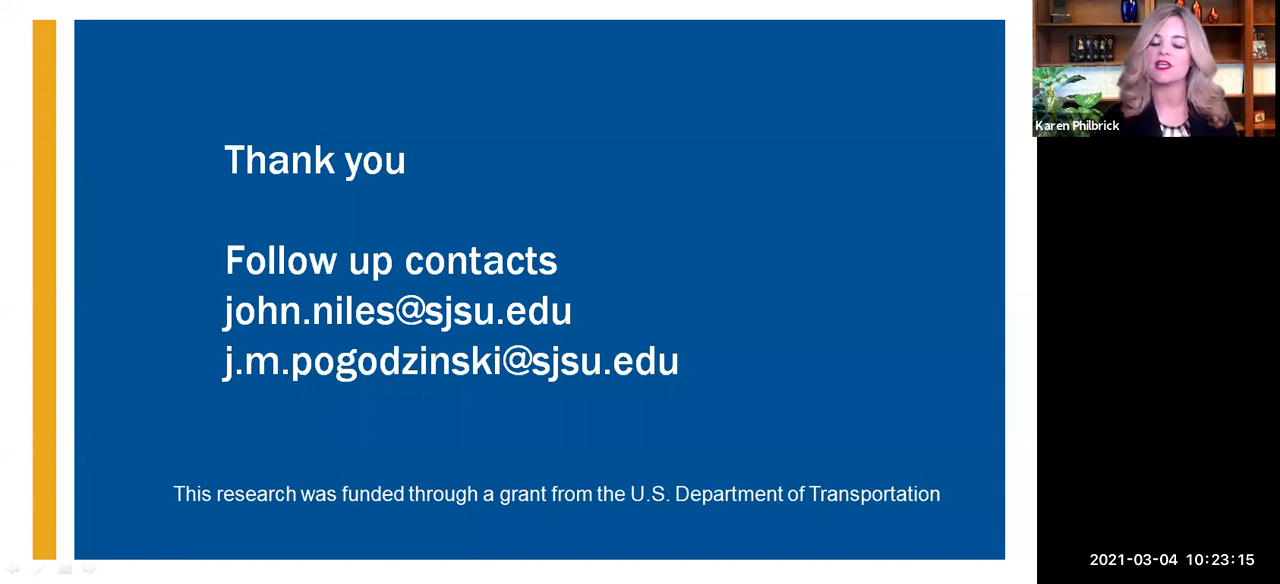 Thank you
Follow up contacts
john.niles@sjsu.edu
j.m.pogodzinski@sjsu.edu
This research was funded through a grant from the U.S. Department of Transportation
Karen Philbrick
2021-03-04 10:23:15